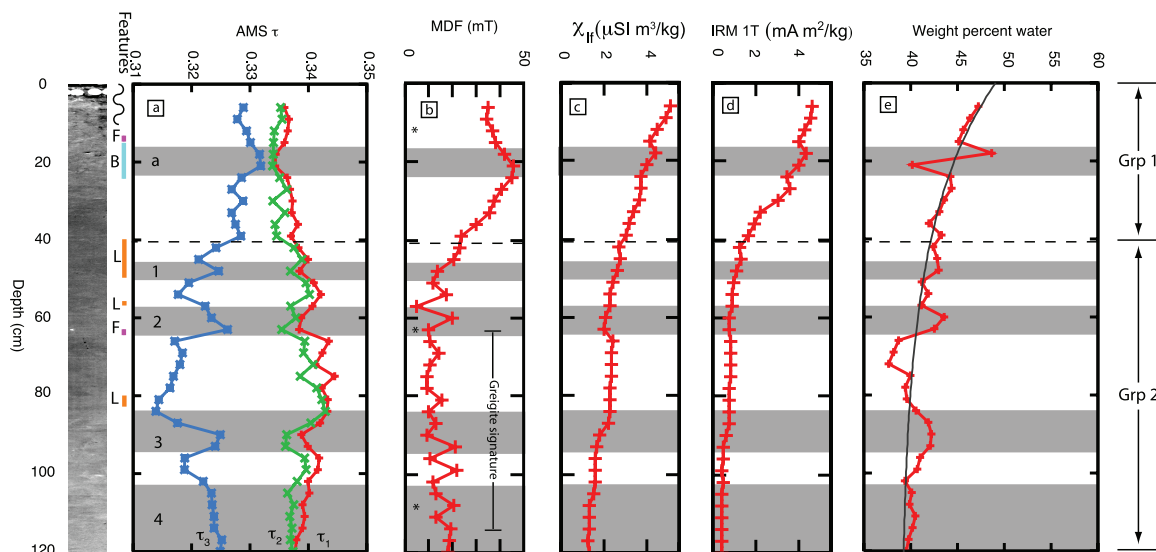 Features
AMS τ
MDF (mT)
χlf (μSI m³/kg)
IRM 1T (mA m²/kg)
Weight percent water
0.31 0.32 0.33 0.34 0.35
0 50
0 2 4
0 2 4
35 40 45 50 55 60
Depth (cm)
0
20
40
60
80
100
120
F
B
L
L
F
L
a
a
1
2
3
4
τ3 τ2 τ1
b
*
*
*
Greigite signature
c
d
e
Grp 1
Grp 2